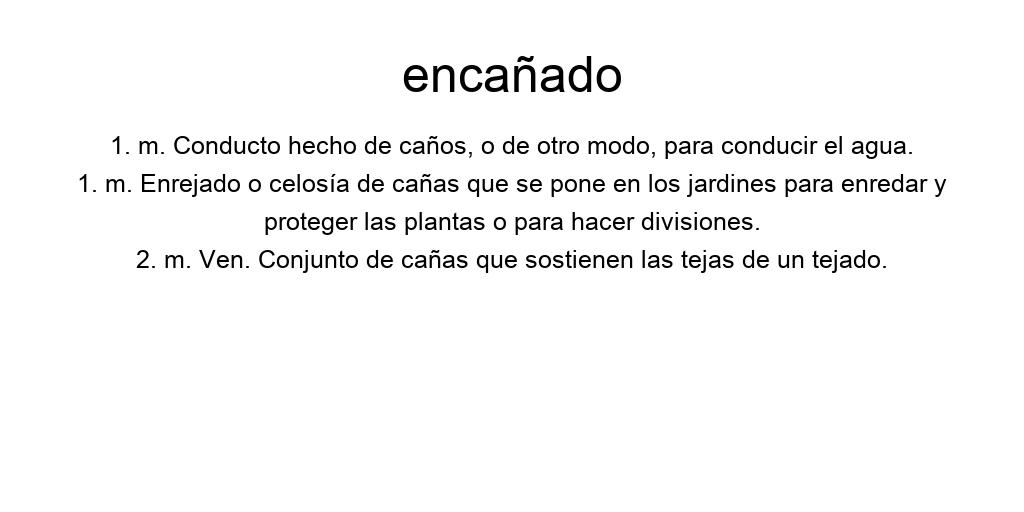 encañado
1. m. Conducto hecho de caños, o de otro modo, para conducir el agua.
1. m. Enrejado o celosía de cañas que se pone en los jardines para enredar y
proteger las plantas o para hacer divisiones.
2. m. Ven. Conjunto de cañas que sostienen las tejas de un tejado.